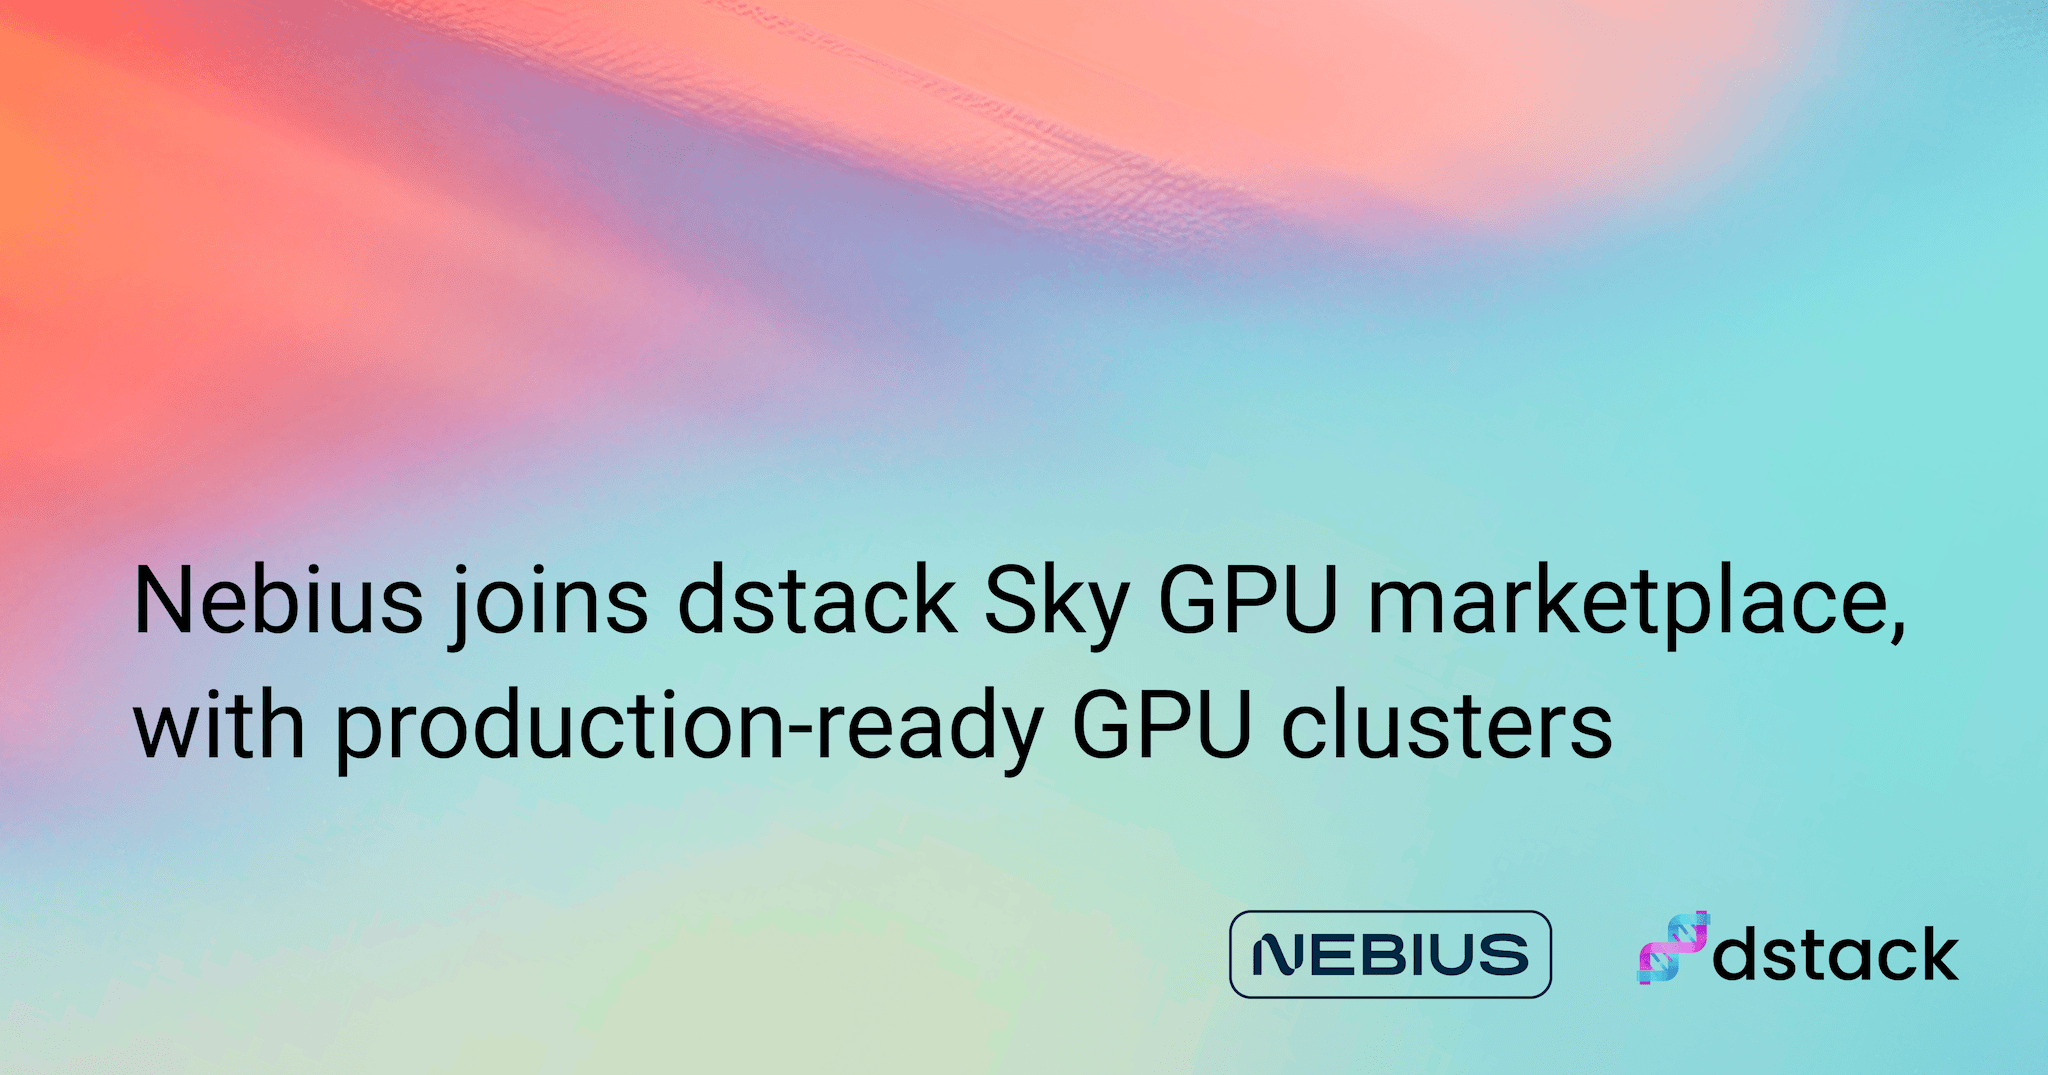 Nebius joins dstack Sky GPU marketplace,
with production-ready GPU clusters
NEBIUS
dstack